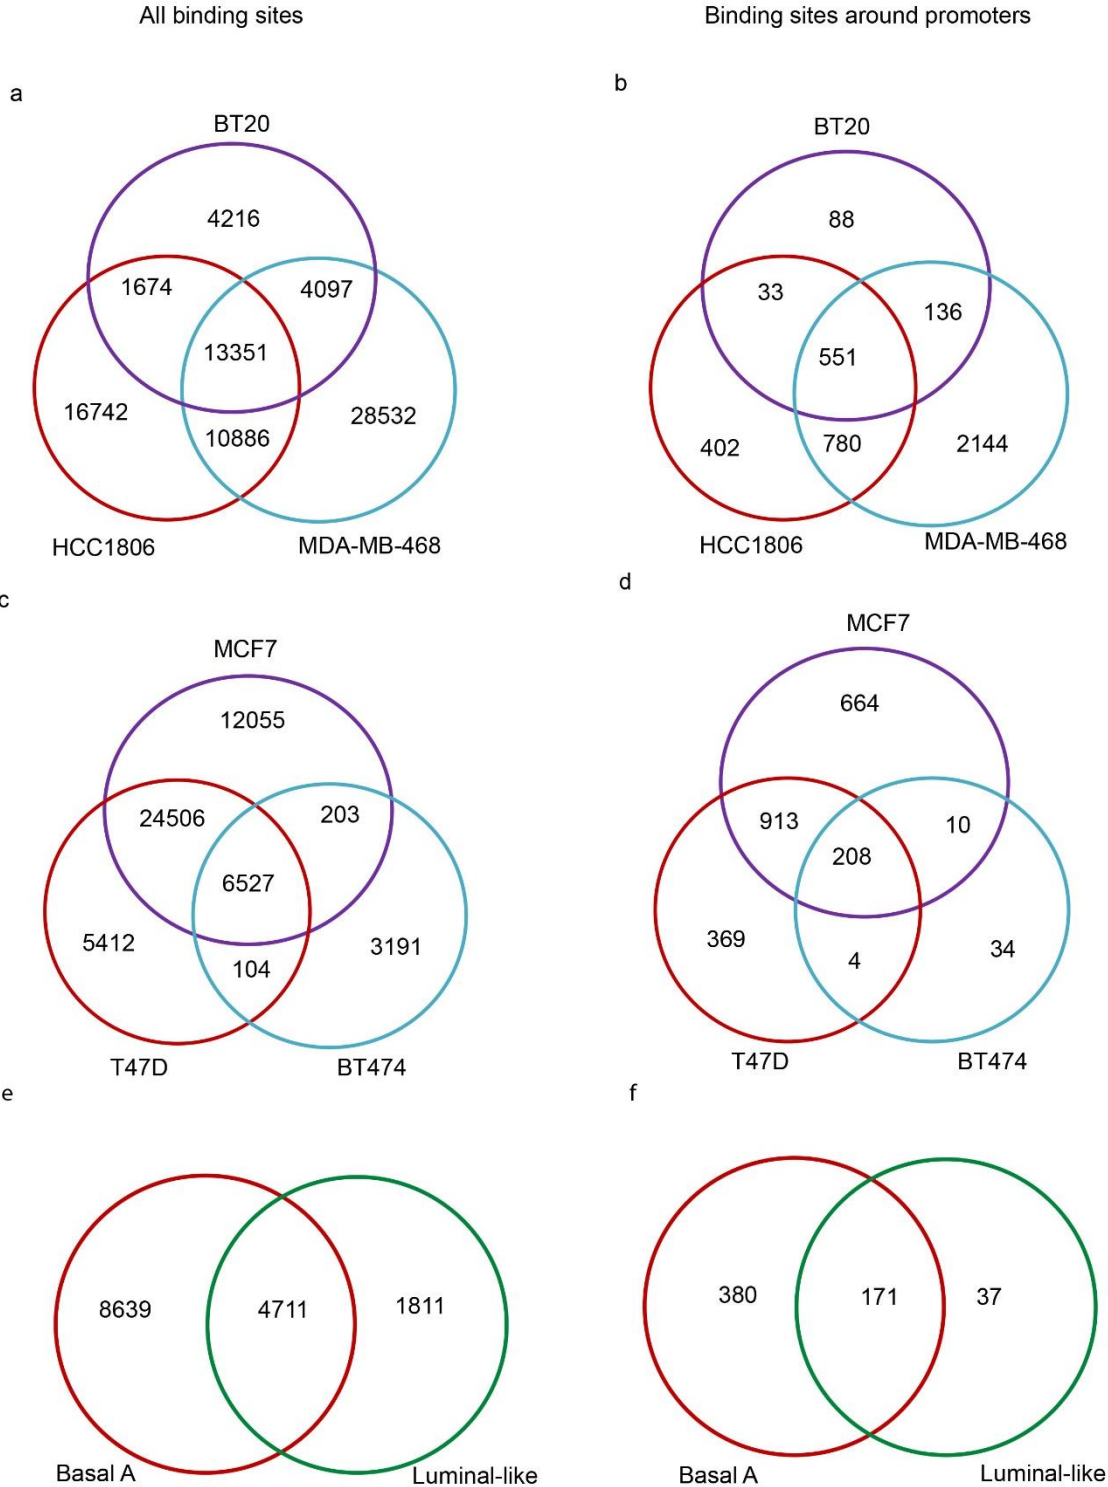 All binding sites
Binding sites around promoters
a
BT20
4216
1674
4097
13351
16742
28532
10886
HCC1806
MDA-MB-468
b
BT20
88
33
136
551
402
780
2144
HCC1806
MDA-MB-468
c
MCF7
12055
24506
203
6527
5412
3191
104
T47D
BT474
d
MCF7
664
913
10
208
369
4
34
T47D
BT474
e
8639
4711
1811
Basal A
Luminal-like
f
380
171
37
Basal A
Luminal-like